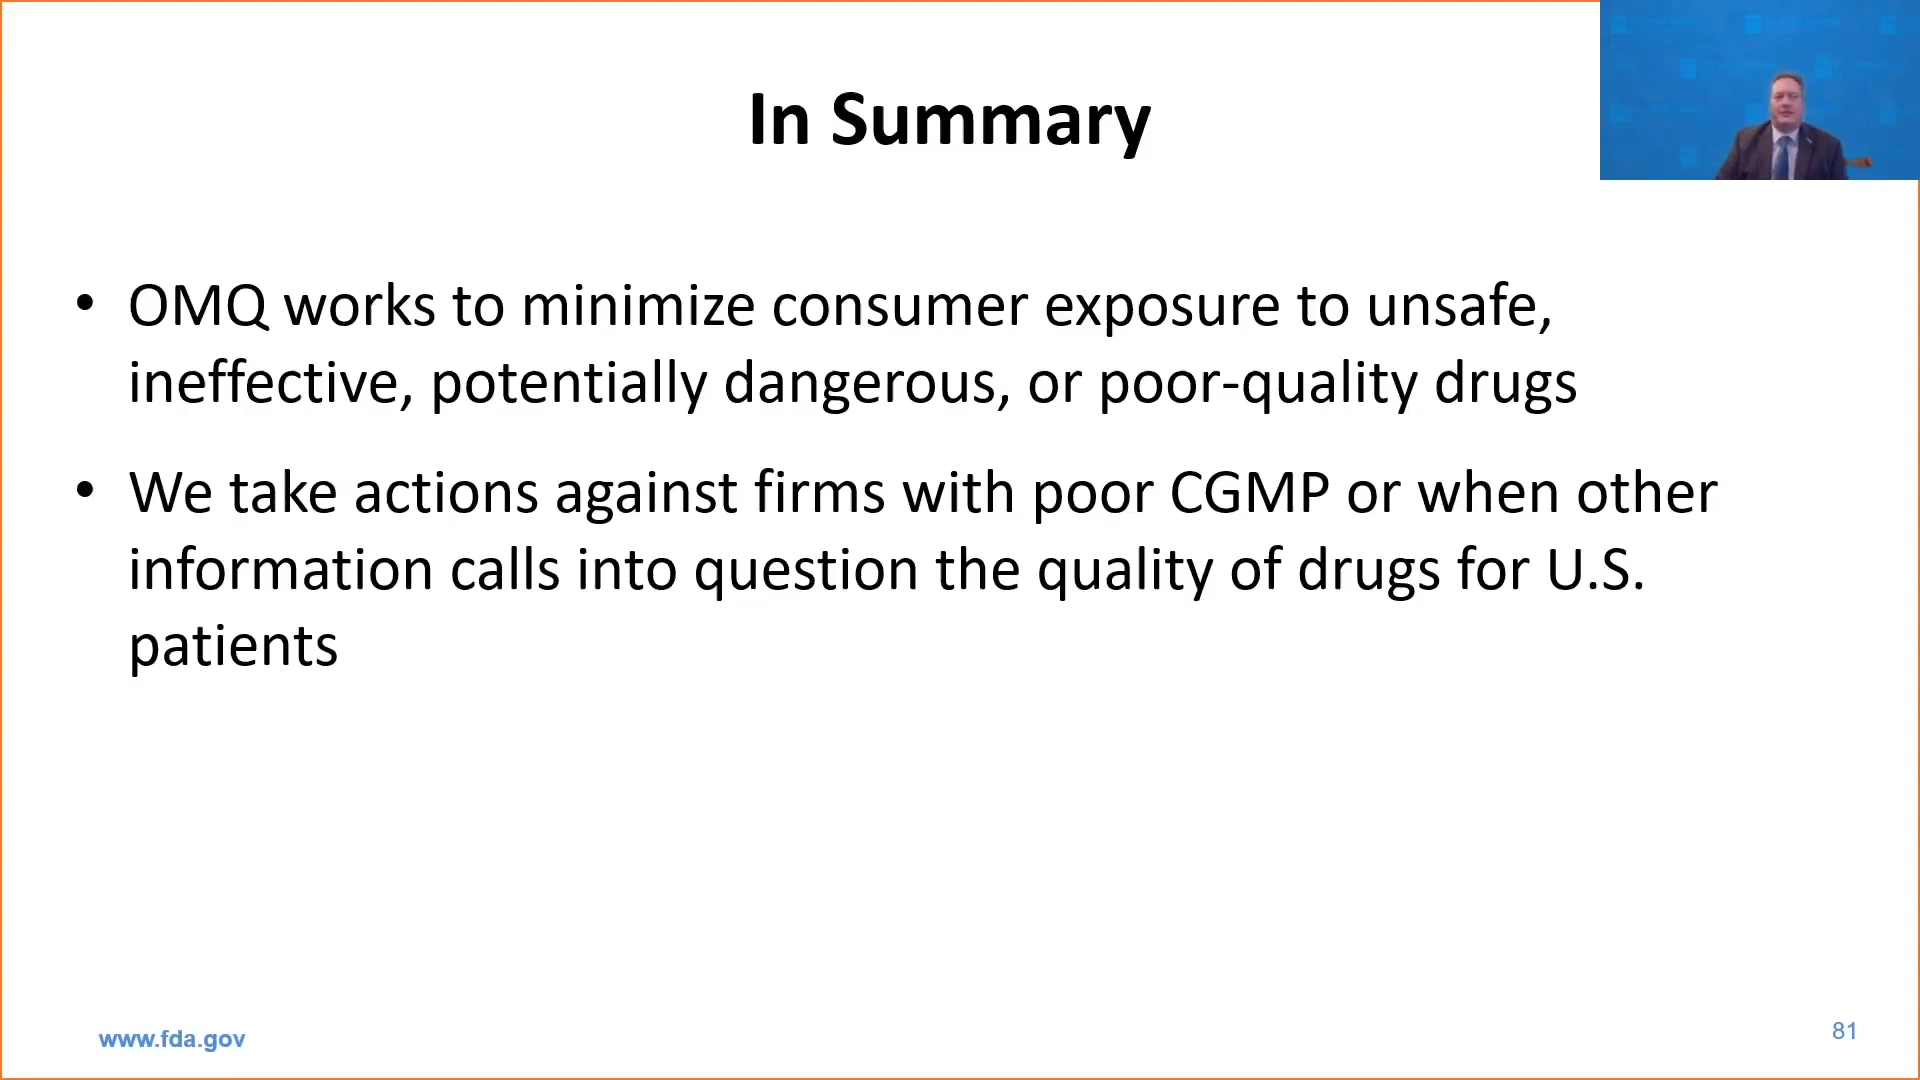 In Summary
• OMQ works to minimize consumer exposure to unsafe,
ineffective, potentially dangerous, or poor-quality drugs
• We take actions against firms with poor CGMP or when other
information calls into question the quality of drugs for U.S.
patients
www.fda.gov
81